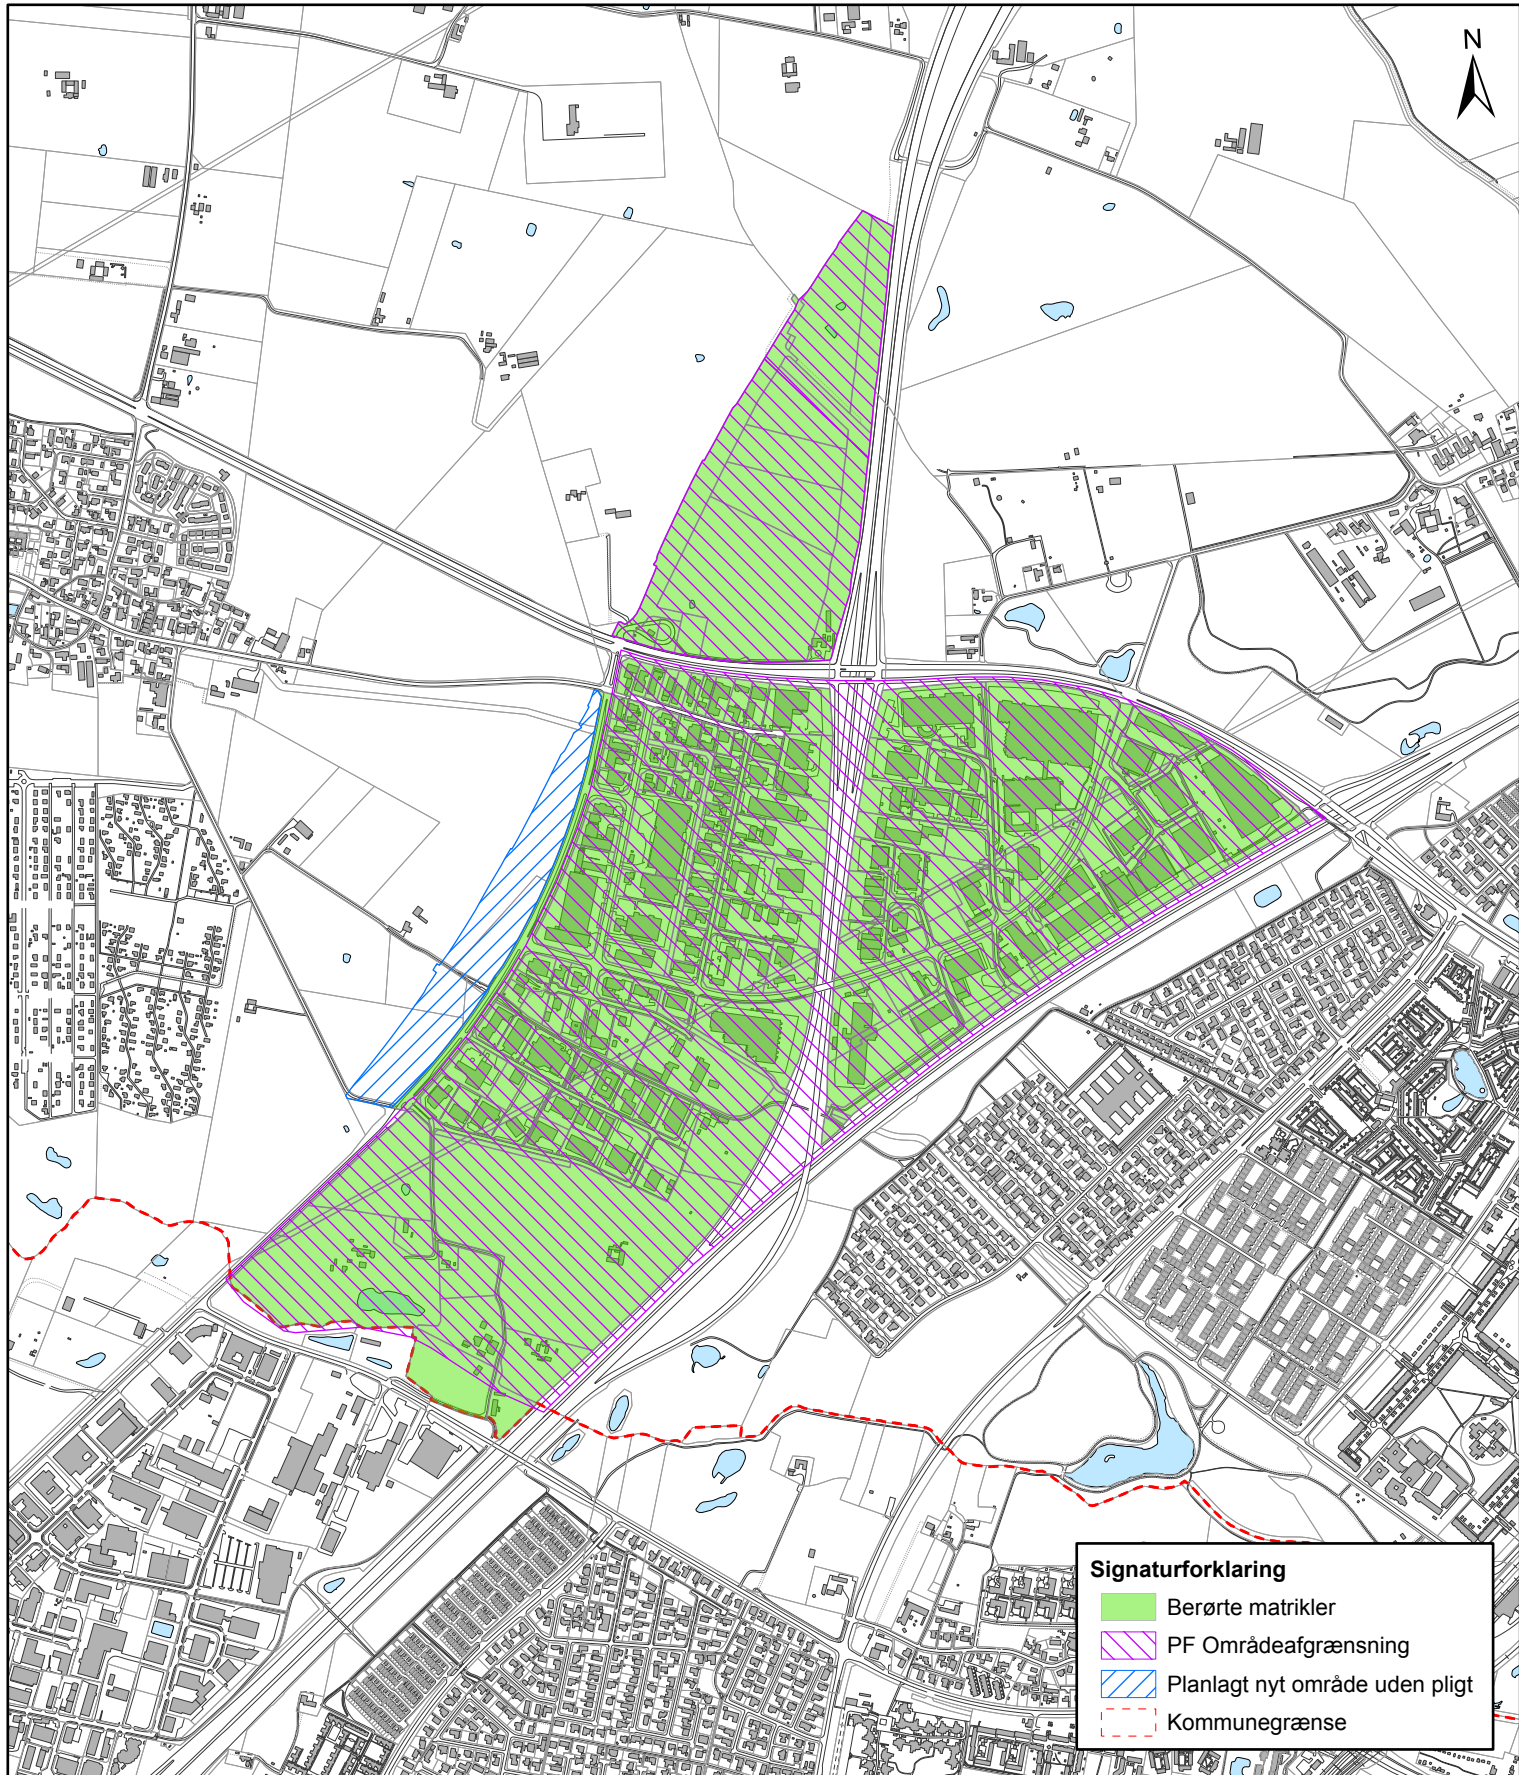 N
Signaturforklaring
Berørte matrikler
PF Områdeafgrænsning
Planlagt nyt område uden pligt
Kommunegrænse